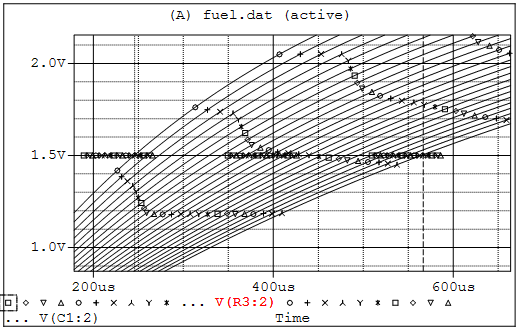 (A) fuel.dat (active)
2.0V
1.5V
1.0V
200us 400us 600us
... V(R3:2)
... V(C1:2) Time